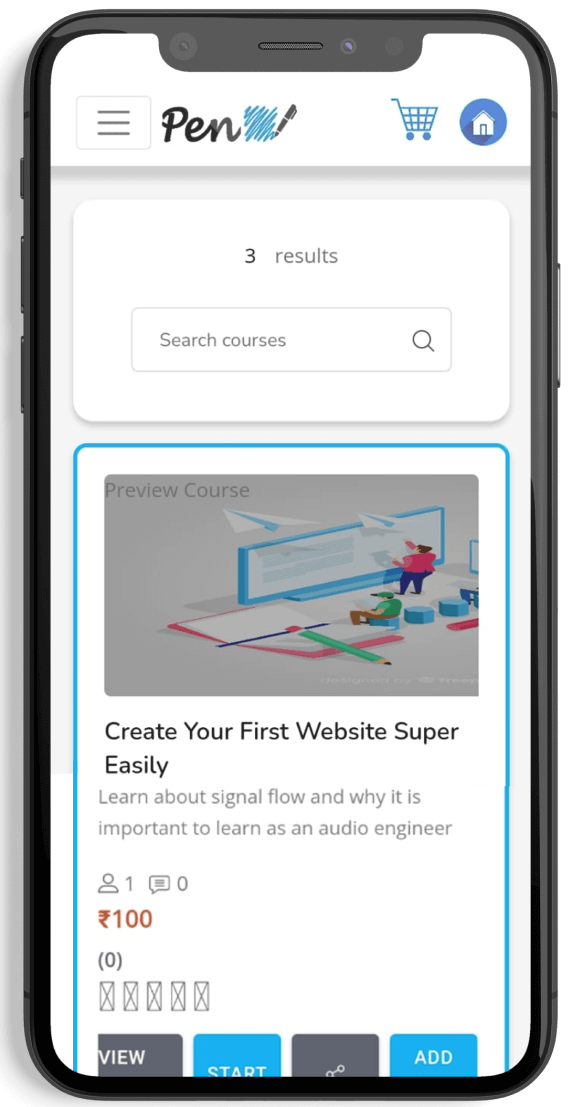 Pen
3 results
Search courses
Preview Course
designed by freep
Create Your First Website Super
Easily
Learn about signal flow and why it is
important to learn as an audio engineer
1 0
₹100
(0)
VIEW START ADD